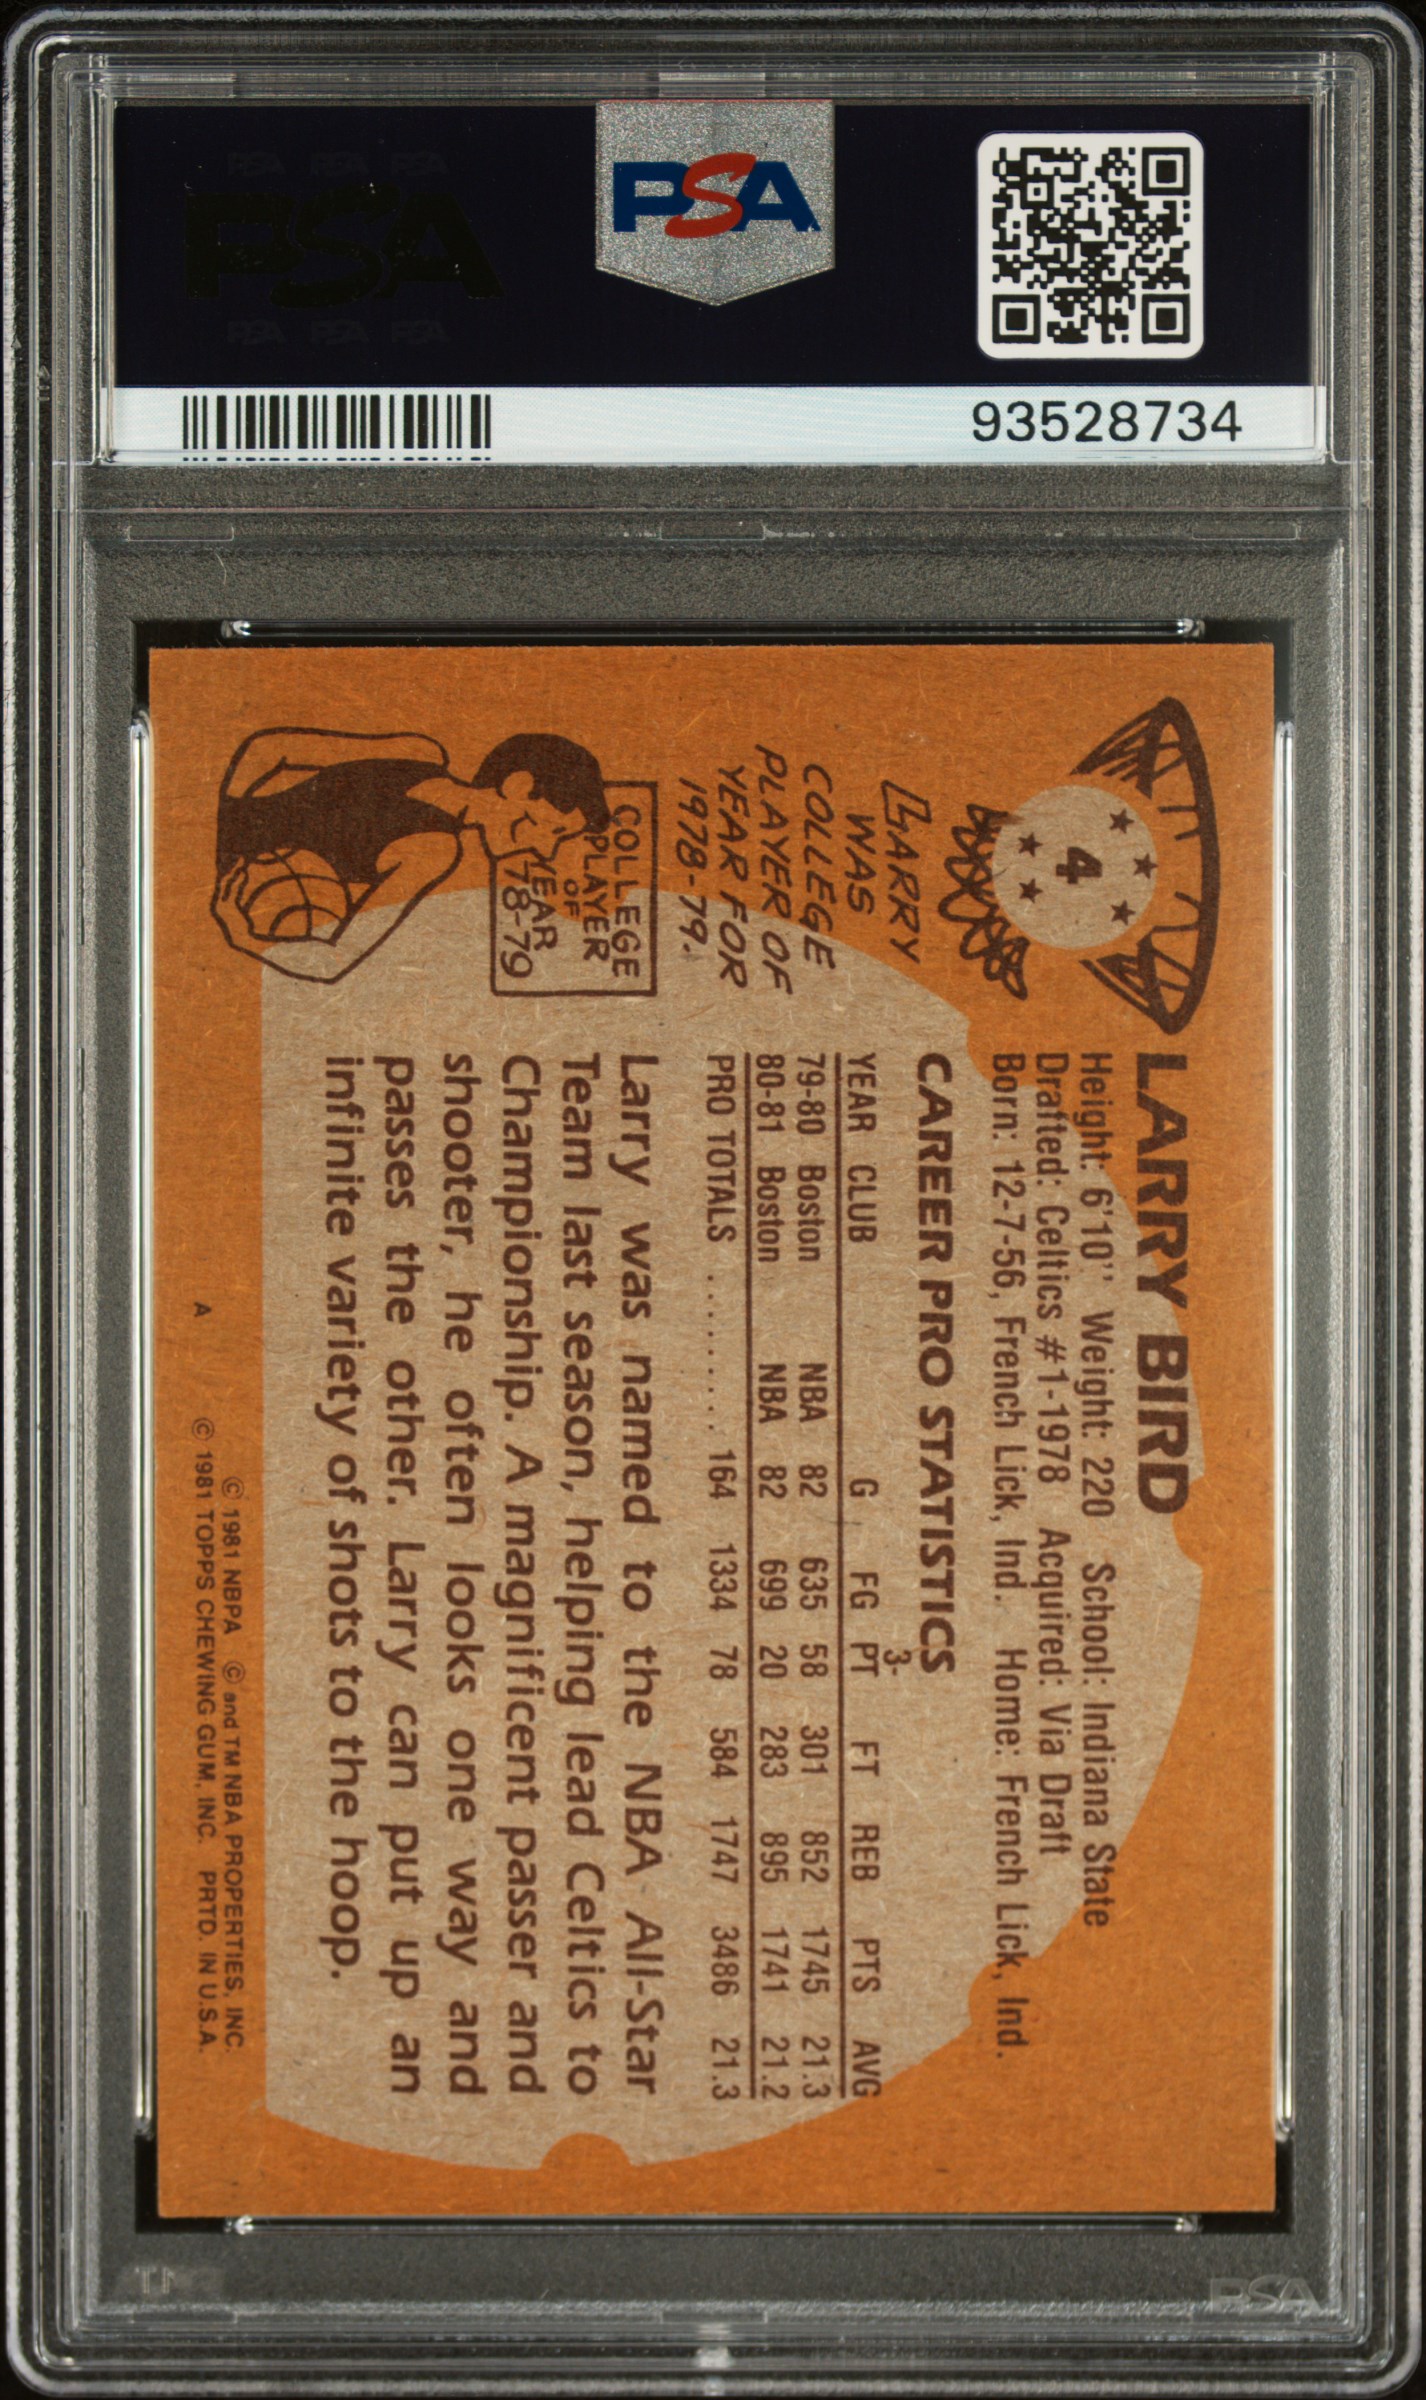 PSA
PSA PSA PSA
PSA
PSA PSA PSA
93528734
4
LARRY BIRD
Height: 6'10'' Weight: 220 School: Indiana State
Drafted: Celtics #1-1978 Acquired: Via Draft
Born: 12-7-56, French Lick, Ind. Home: French Lick, Ind.
CAREER PRO STATISTICS
YEAR CLUB G FG 3-PT FT REB PTS AVG
79-80 Boston NBA 82 635 58 301 852 1745 21.3
80-81 Boston NBA 82 699 20 283 895 1741 21.2
PRO TOTALS ......... 164 1334 78 584 1747 3486 21.3
Larry was named to the NBA All-Star
Team last season, helping lead Celtics to
Championship. A magnificent passer and
shooter, he often looks one way and
passes the other. Larry can put up an
infinite variety of shots to the hoop.
LARRY
WAS
COLLEGE
PLAYER OF
YEAR FOR
1978-79.
COLLEGE
PLAYER
OF
YEAR
78-79
© 1981 NBPA © and TM NBA PROPERTIES, INC.
A © 1981 TOPPS CHEWING GUM, INC. PRTD. IN U.S.A.
PSA